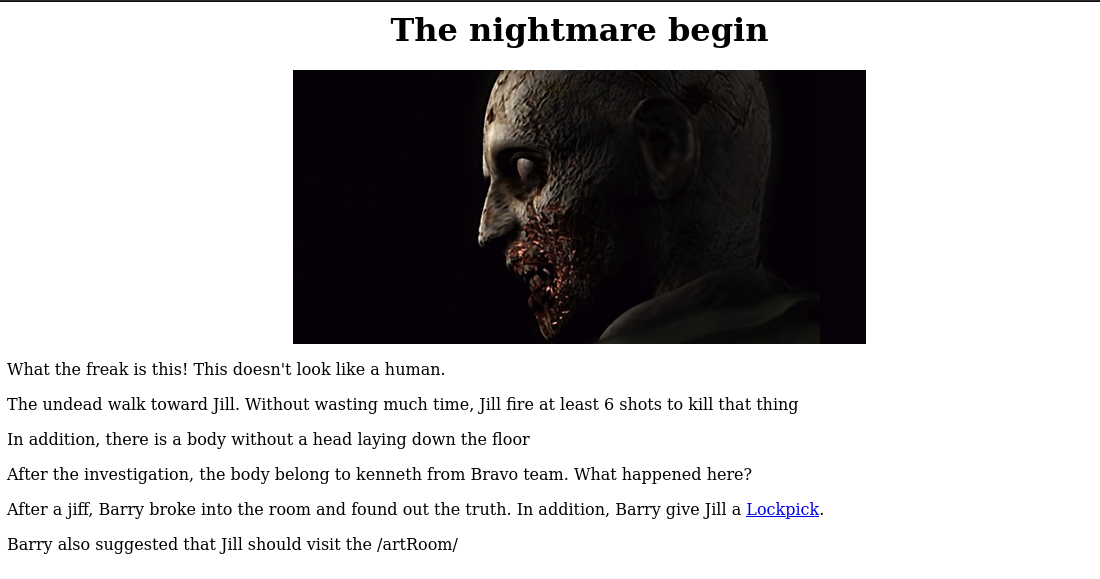 The nightmare begin
What the freak is this! This doesn't look like a human.
The undead walk toward Jill. Without wasting much time, Jill fire at least 6 shots to kill that thing
In addition, there is a body without a head laying down the floor
After the investigation, the body belong to kenneth from Bravo team. What happened here?
After a jiff, Barry broke into the room and found out the truth. In addition, Barry give Jill a Lockpick.
Barry also suggested that Jill should visit the /artRoom/